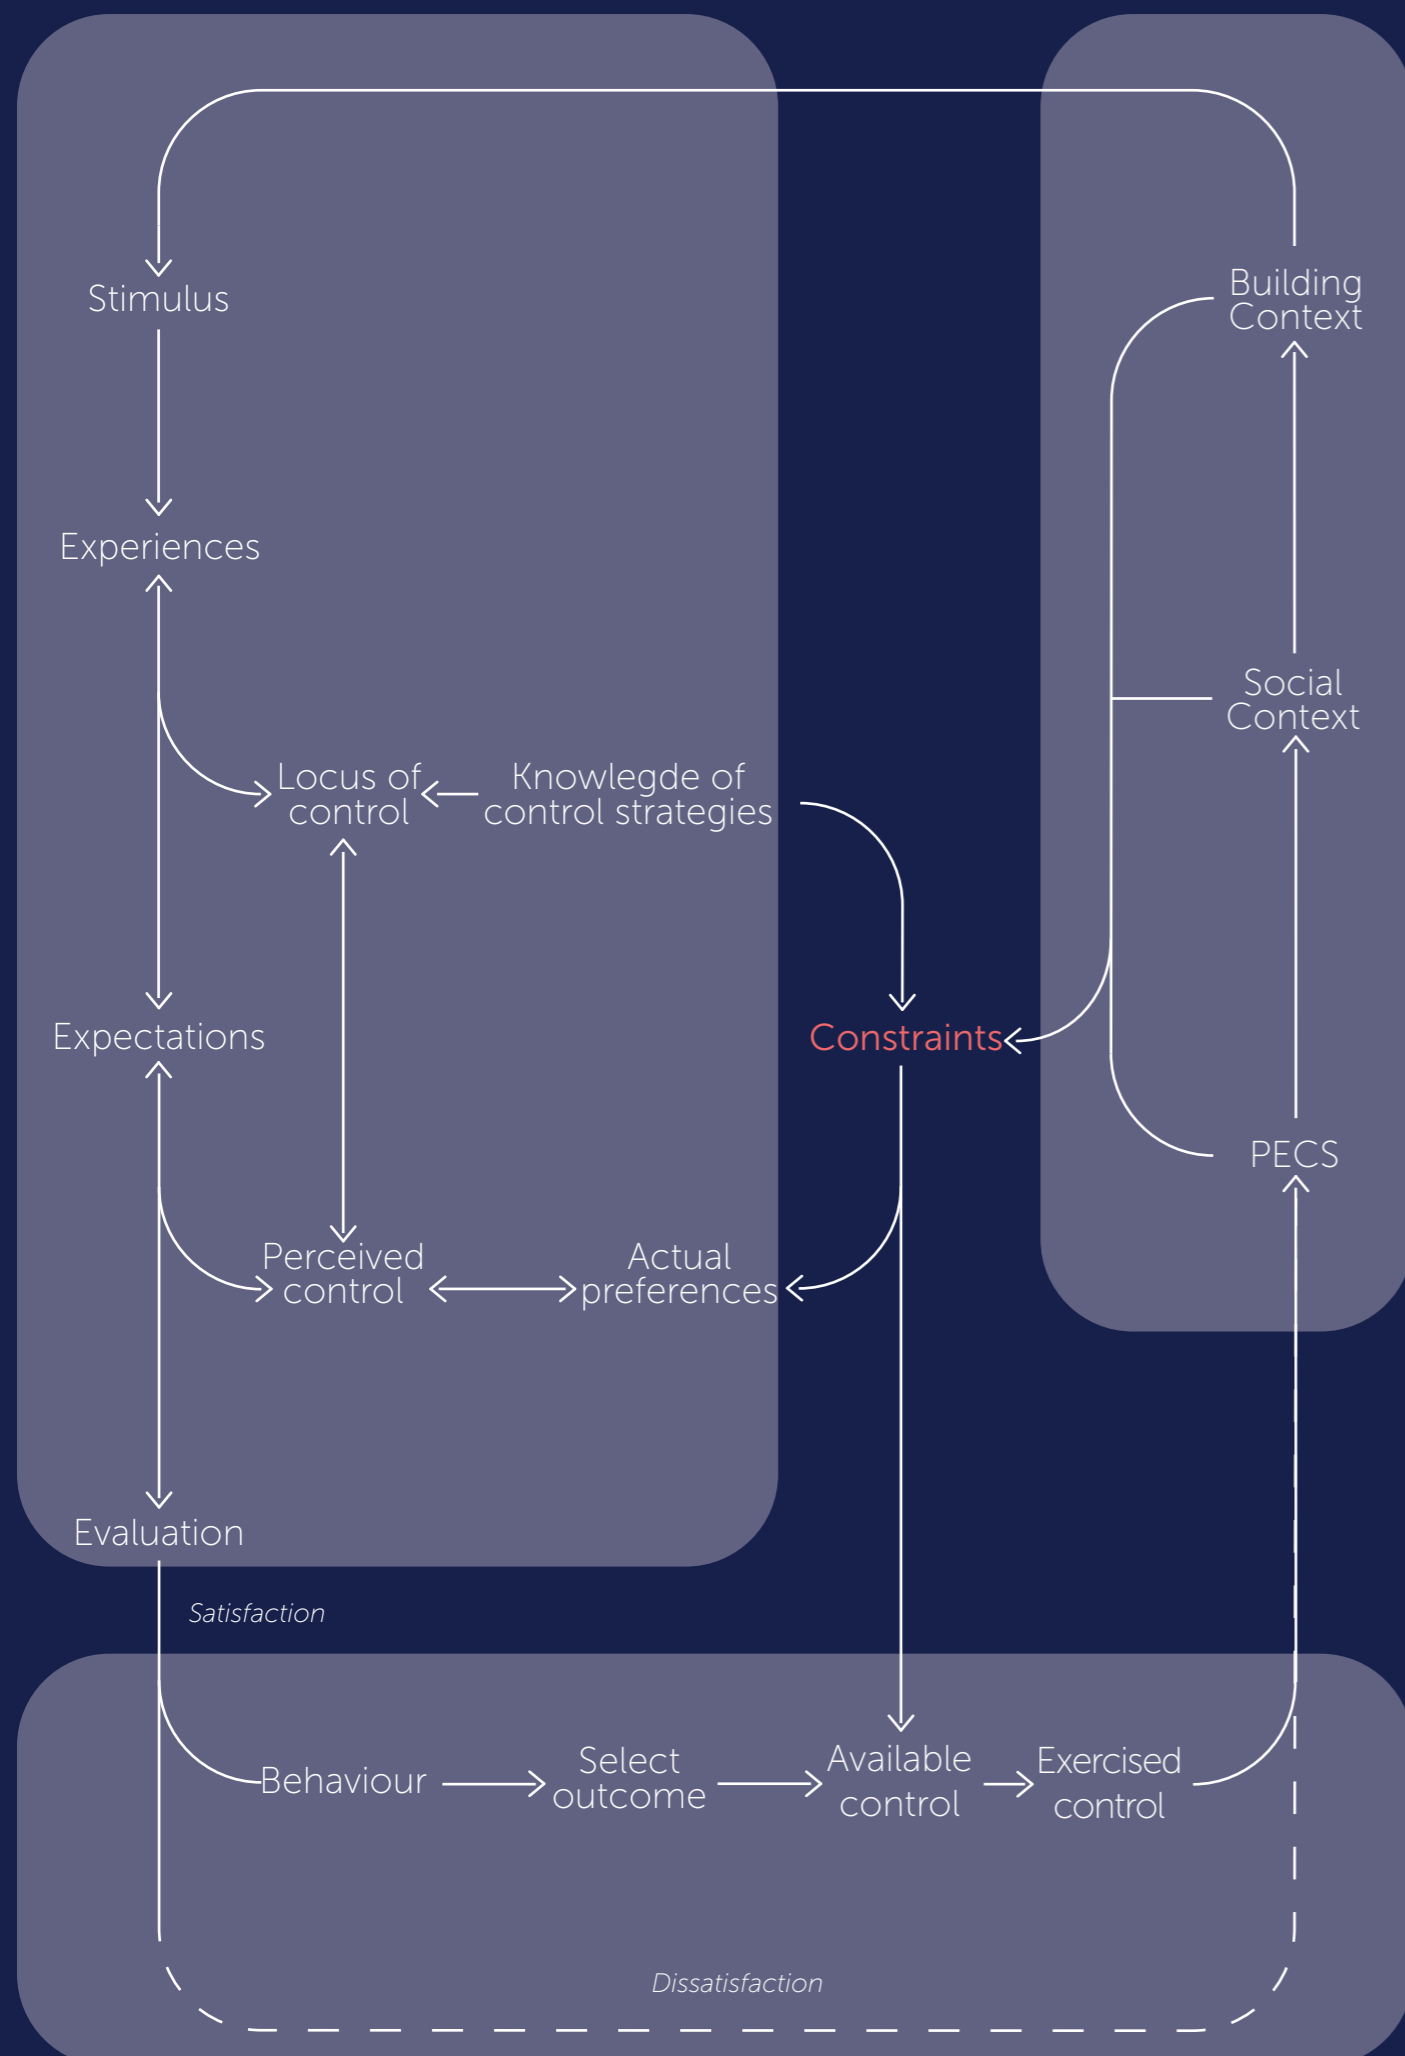 Stimulus
Building
Context
Experiences
Social
Context
Locus of
control
Knowlegde of
control strategies
Expectations
Constraints
PECS
Perceived
control
Actual
preferences
Evaluation
Satisfaction
Behaviour
Select
outcome
Available
control
Exercised
control
Dissatisfaction